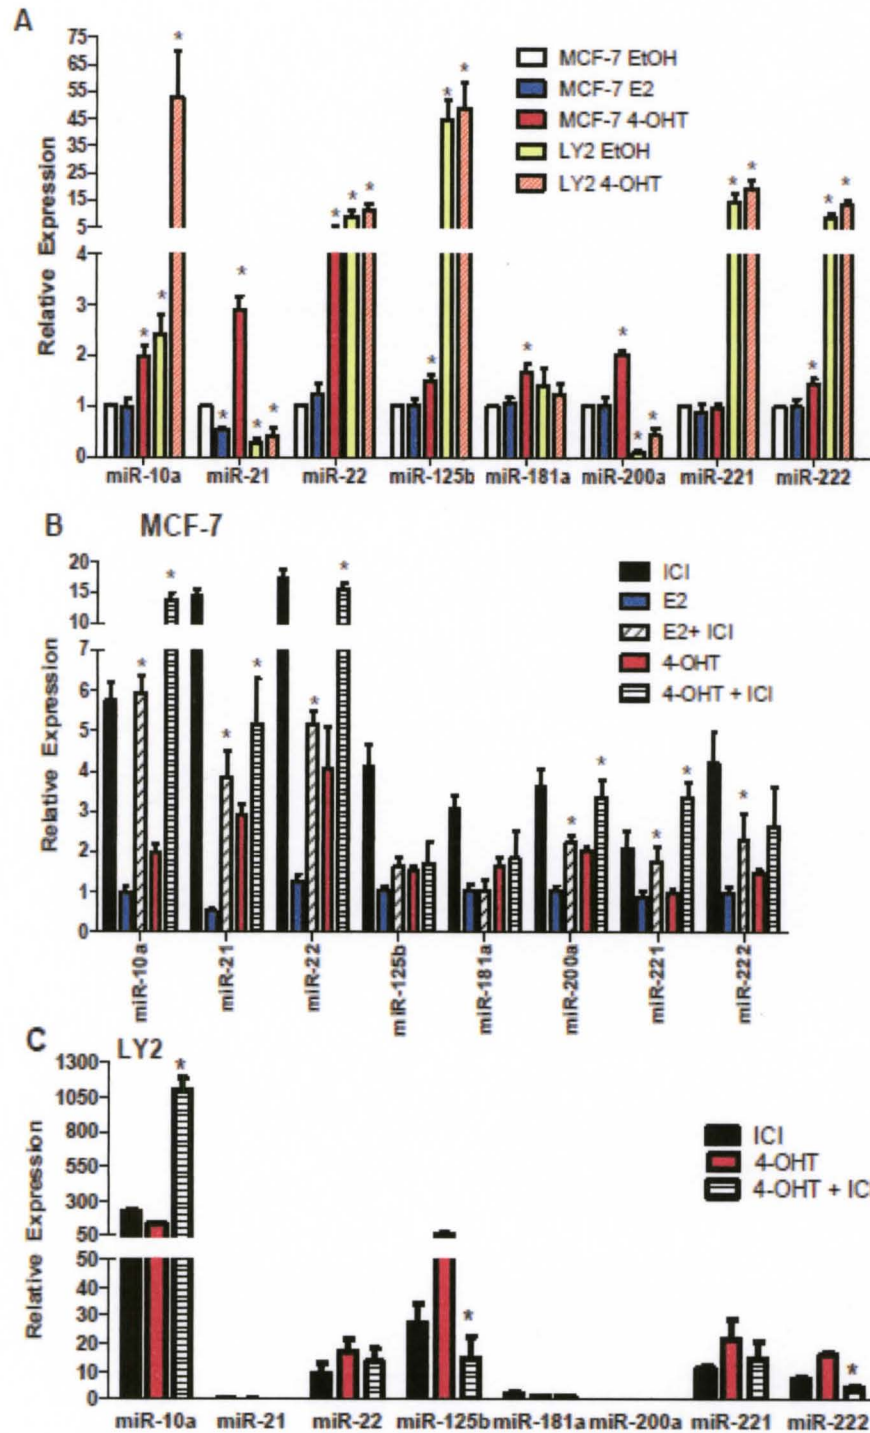 A
75
65
55
45
35
25
15
5
4
3
2
1
0
Relative Expression
MCF-7 EtOH
MCF-7 E2
MCF-7 4-OHT
LY2 EtOH
LY2 4-OHT
* * * * * * * * * * * * * * * * * * * * * *
miR-10a miR-21 miR-22 miR-125b miR-181a miR-200a miR-221 miR-222
B MCF-7
20
15
10
7
6
5
4
3
2
1
0
Relative Expression
ICI
E2
E2+ ICI
4-OHT
4-OHT + ICI
* * * * * * * * * * *
miR-10a
miR-21
miR-22
miR-125b
miR-181a
miR-200a
miR-221
miR-222
C LY2
1300
1050
800
550
300
50
50
40
30
20
10
0
Relative Expression
ICI
4-OHT
4-OHT + IC
* * *
miR-10a miR-21 miR-22 miR-125b miR-181a miR-200a miR-221 miR-222